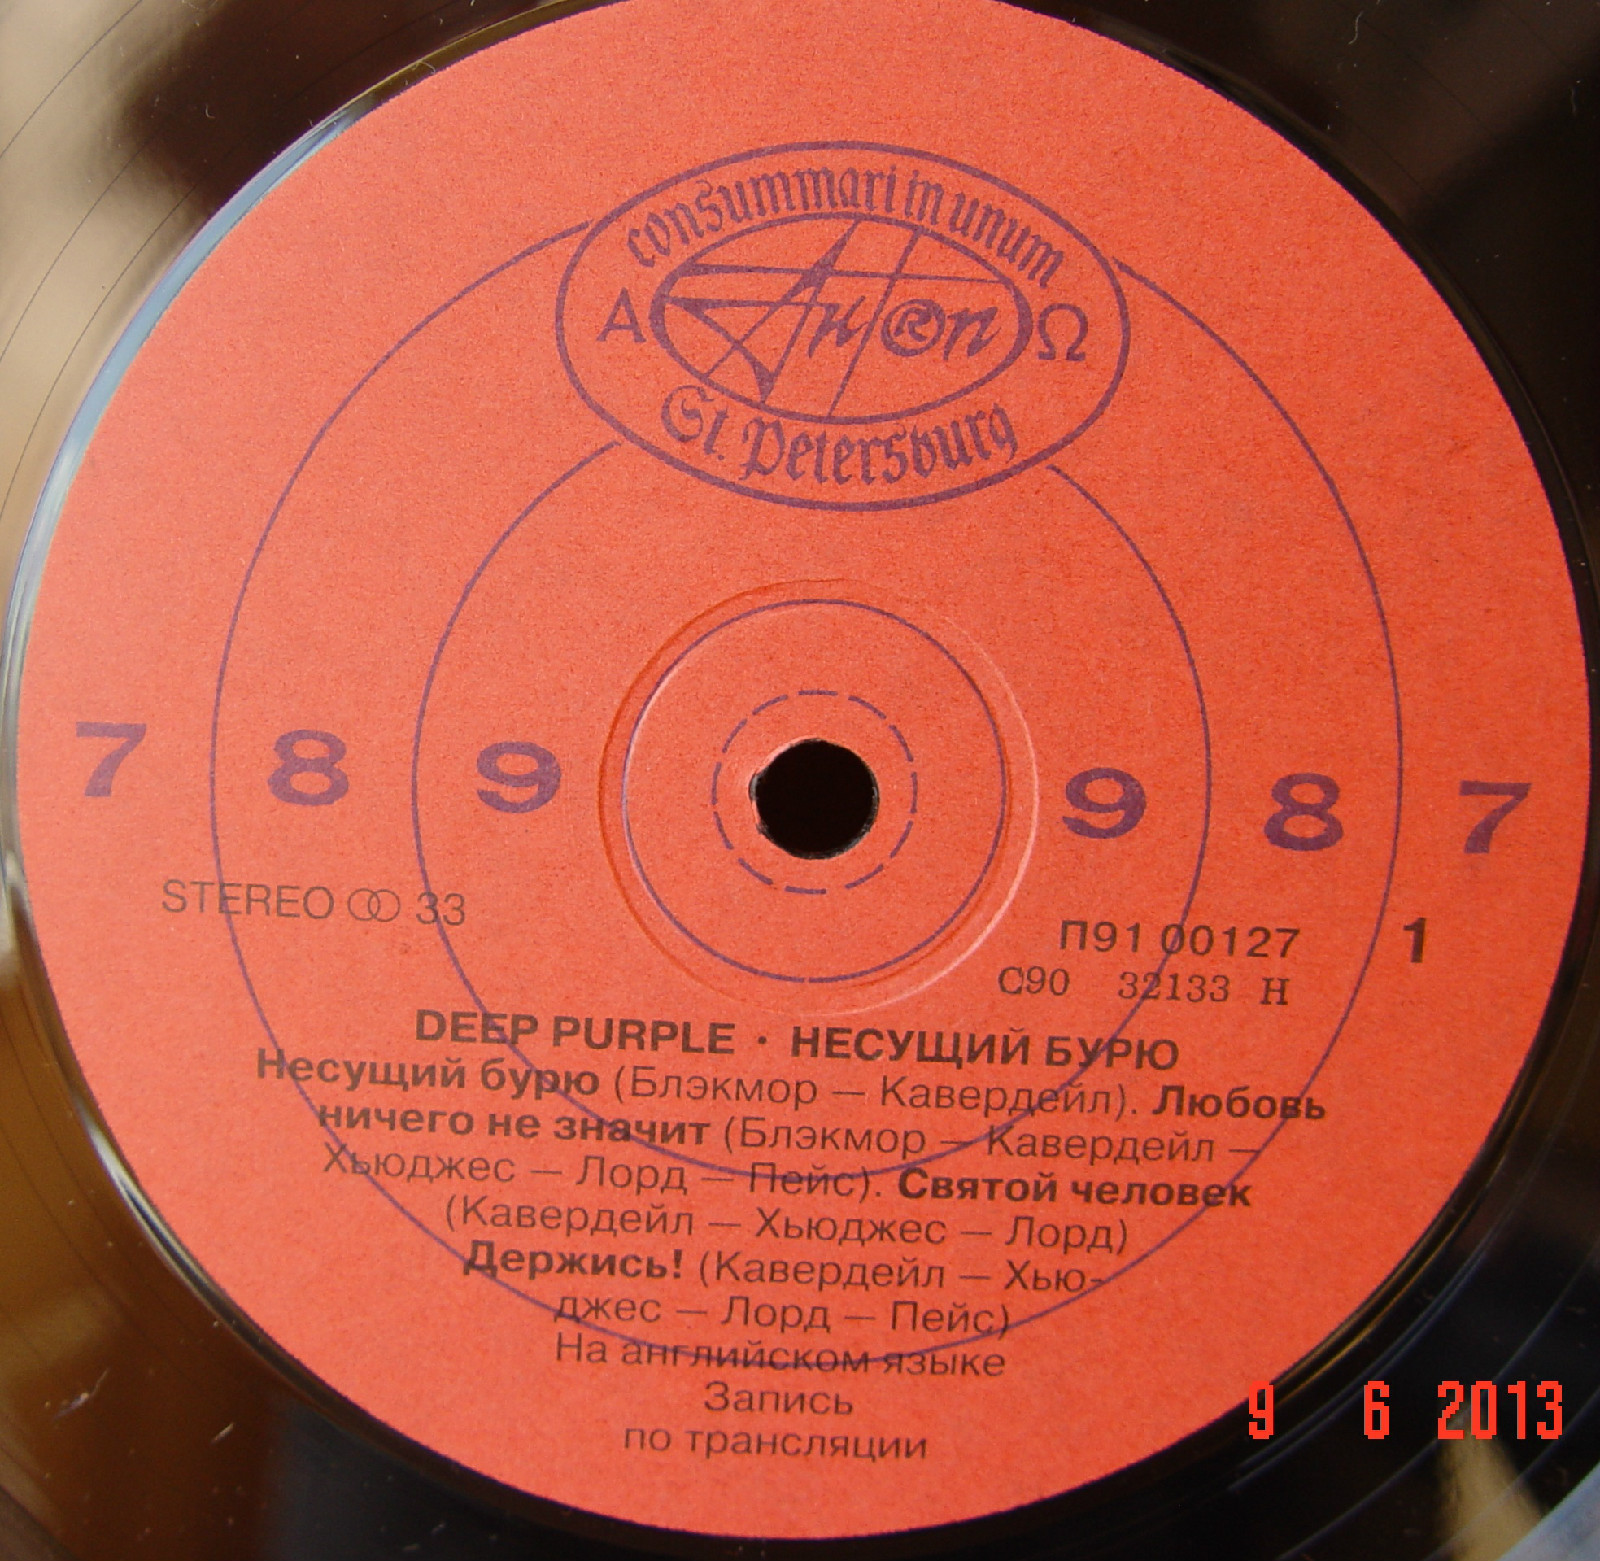 consummari in unum
Α АнтRоп Ω
St. Petersburg
7 8 9 9 8 7
STEREO 33
П91 00127 1
С90 32133 Н
DEEP PURPLE · НЕСУЩИЙ БУРЮ
Несущий бурю (Блэкмор — Кавердейл). Любовь
ничего не значит (Блэкмор — Кавердейл —
Хьюджес — Лорд — Пейс). Святой человек
(Кавердейл — Хьюджес — Лорд)
Держись! (Кавердейл — Хью-
джес — Лорд — Пейс)
На английском языке
Запись
по трансляции
9 6 2013